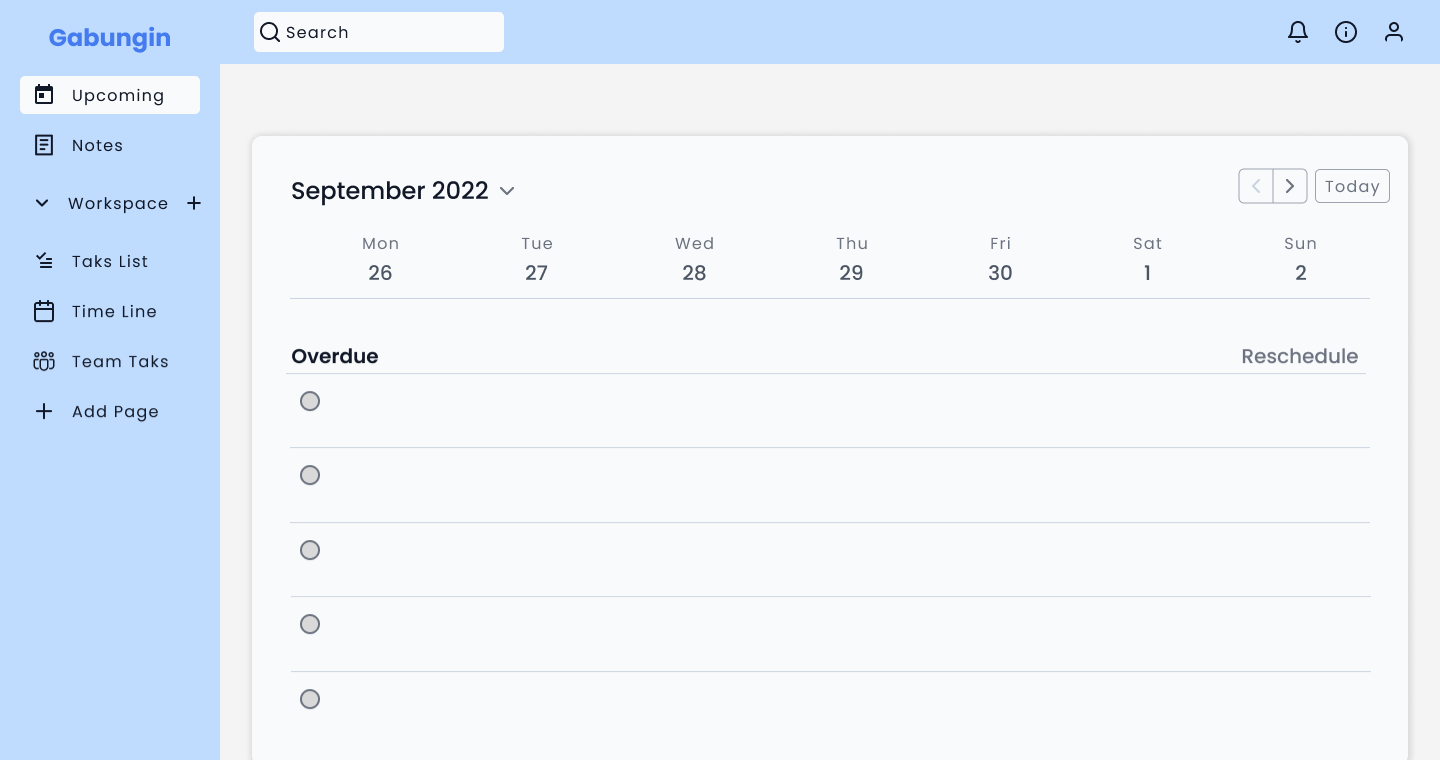 Gabungin
Search
Upcoming
Notes
Workspace
Taks List
Time Line
Team Taks
Add Page
September 2022
Today
Mon Tue Wed Thu Fri Sat Sun
26 27 28 29 30 1 2
Overdue Reschedule